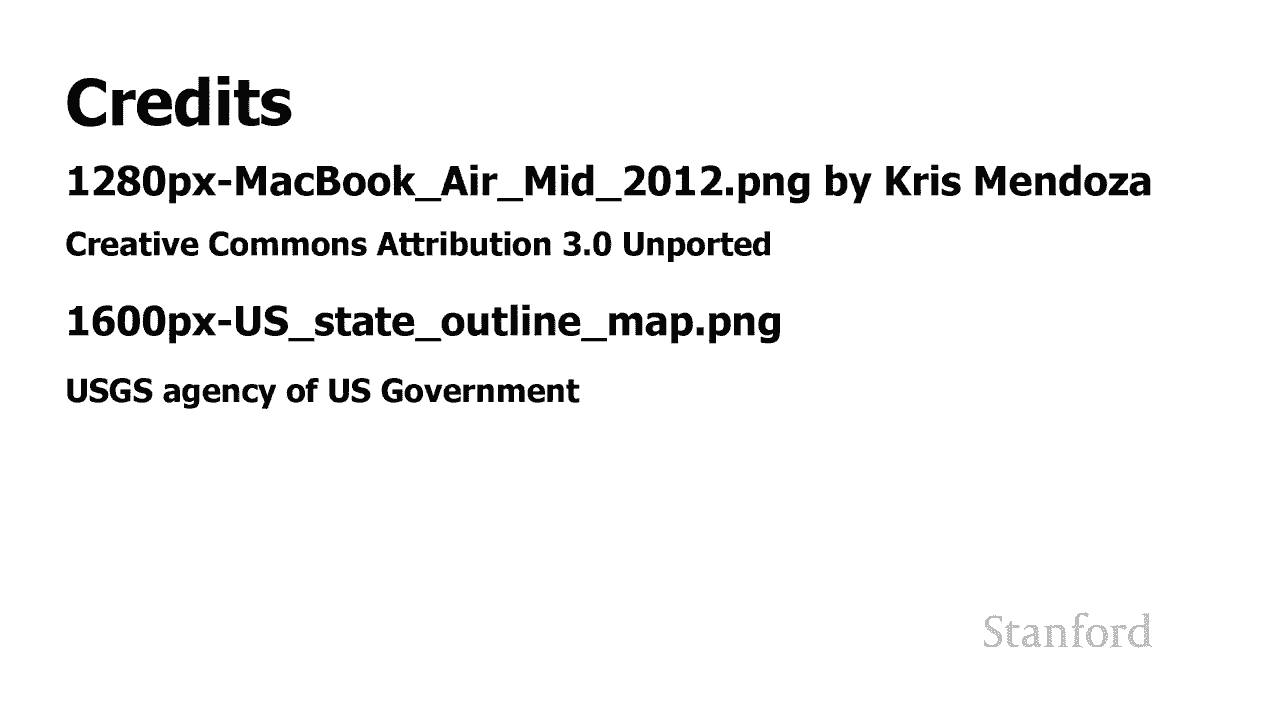 Credits
1280px-MacBook_Air_Mid_2012.png by Kris Mendoza
Creative Commons Attribution 3.0 Unported
1600px-US_state_outline_map.png
USGS agency of US Government
Stanford